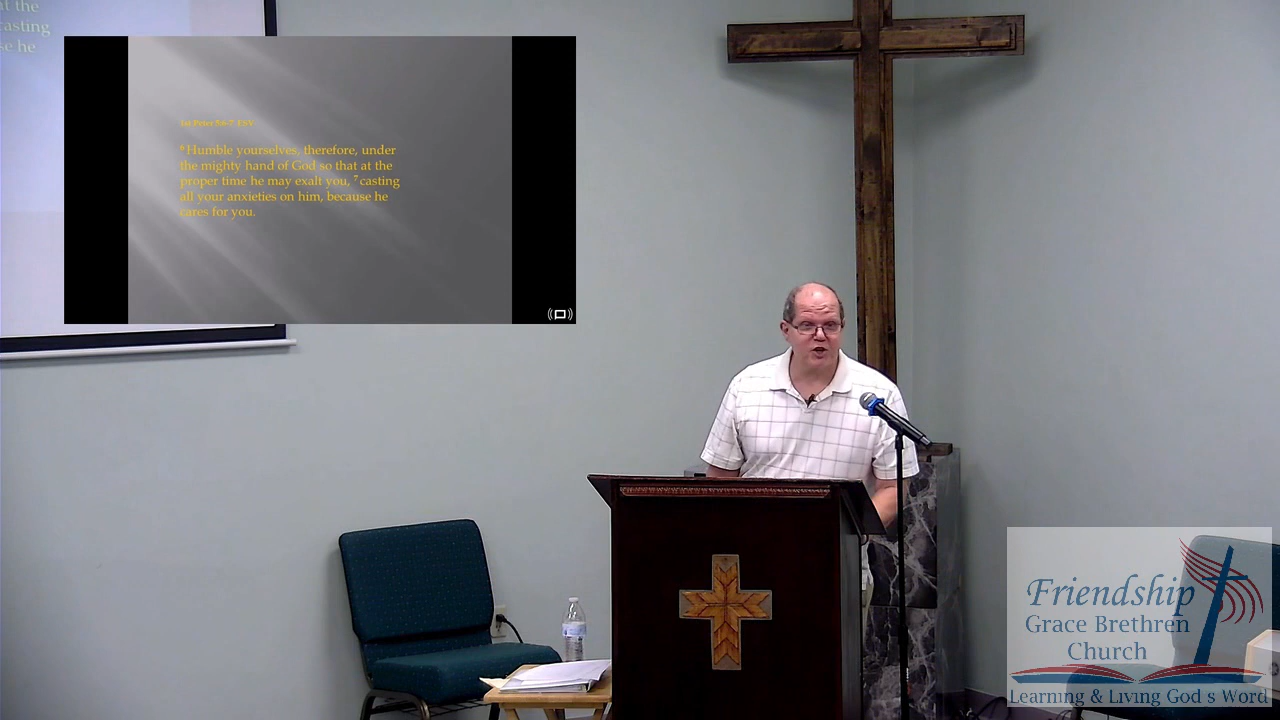 t the
casting
se he
1st Peter 5:6-7 ESV
6 Humble yourselves, therefore, under
the mighty hand of God so that at the
proper time he may exalt you, 7 casting
all your anxieties on him, because he
cares for you.
Friendship
Grace Brethren
Church
Learning & Living God s Word